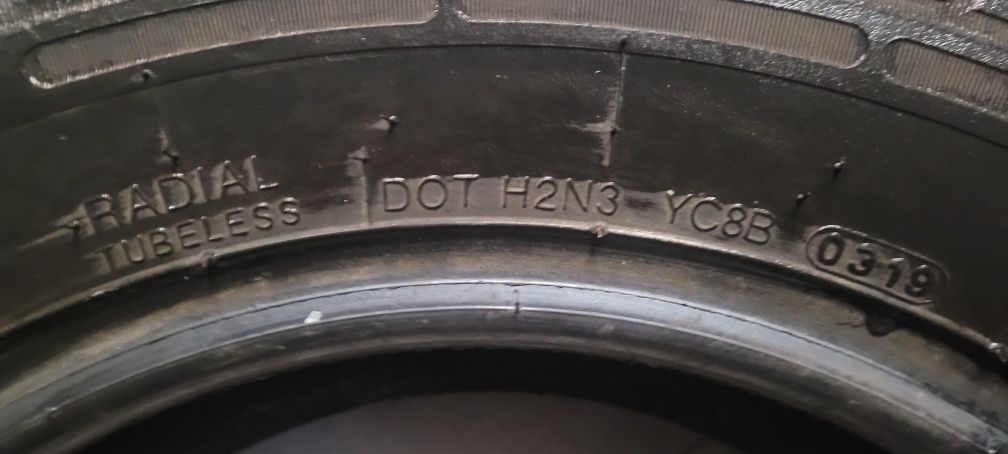 RADIAL
TUBELESS
DOT H2N3 YC8B 0319